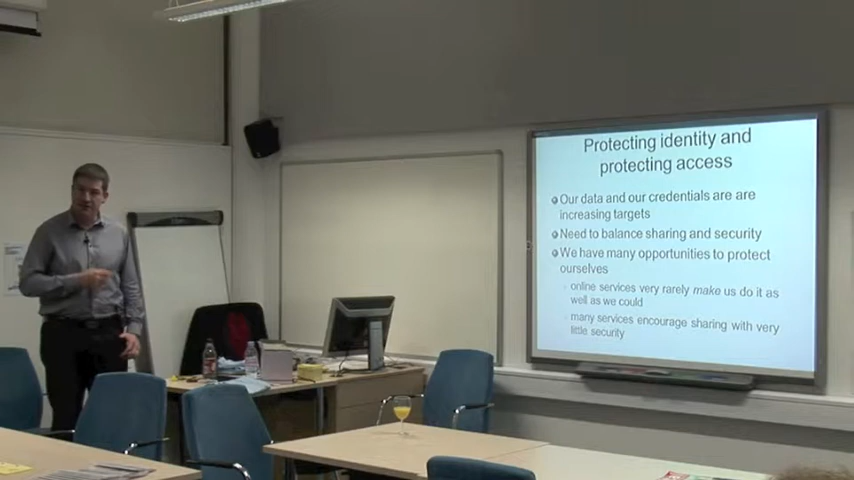 Protecting identity and
protecting access
Our data and our credentials are are
increasing targets
Need to balance sharing and security
We have many opportunities to protect
ourselves
online services very rarely make us do it as
well as we could
many services encourage sharing with very
little security